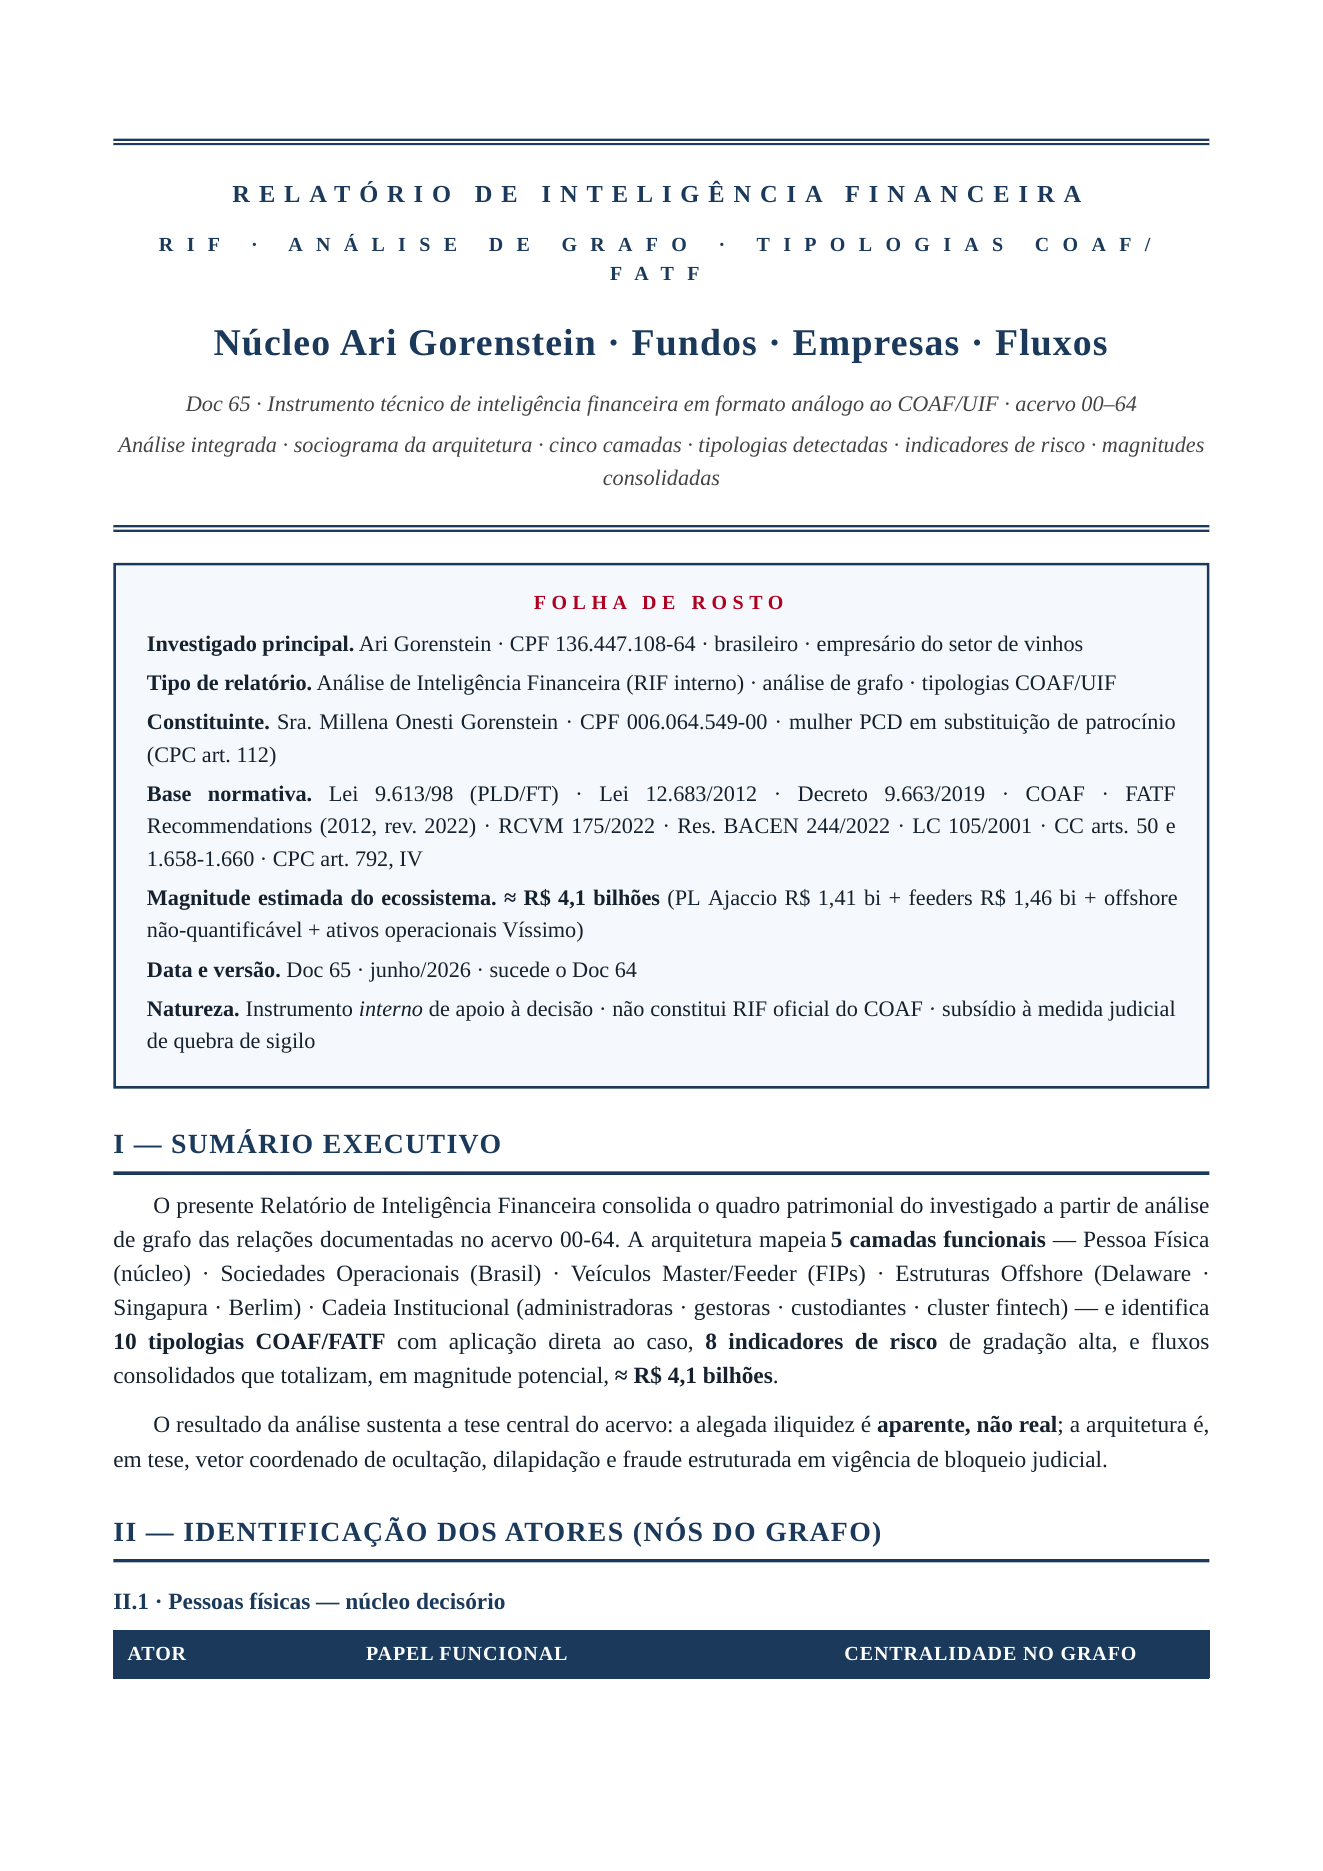 RELATÓRIO DE INTELIGÊNCIA FINANCEIRA
RIF · ANÁLISE DE GRAFO · TIPOLOGIAS COAF/
FATF
Núcleo Ari Gorenstein · Fundos · Empresas · Fluxos
Doc 65 · Instrumento técnico de inteligência financeira em formato análogo ao COAF/UIF · acervo 00–64
Análise integrada · sociograma da arquitetura · cinco camadas · tipologias detectadas · indicadores de risco · magnitudes
consolidadas
FOLHA DE ROSTO
Investigado principal. Ari Gorenstein · CPF 136.447.108-64 · brasileiro · empresário do setor de vinhos
Tipo de relatório. Análise de Inteligência Financeira (RIF interno) · análise de grafo · tipologias COAF/UIF
Constituinte. Sra. Millena Onesti Gorenstein · CPF 006.064.549-00 · mulher PCD em substituição de patrocínio
(CPC art. 112)
Base normativa. Lei 9.613/98 (PLD/FT) · Lei 12.683/2012 · Decreto 9.663/2019 · COAF · FATF
Recommendations (2012, rev. 2022) · RCVM 175/2022 · Res. BACEN 244/2022 · LC 105/2001 · CC arts. 50 e
1.658-1.660 · CPC art. 792, IV
Magnitude estimada do ecossistema. ≈ R$ 4,1 bilhões (PL Ajaccio R$ 1,41 bi + feeders R$ 1,46 bi + offshore
não-quantificável + ativos operacionais Víssimo)
Data e versão. Doc 65 · junho/2026 · sucede o Doc 64
Natureza. Instrumento interno de apoio à decisão · não constitui RIF oficial do COAF · subsídio à medida judicial
de quebra de sigilo
I — SUMÁRIO EXECUTIVO
O presente Relatório de Inteligência Financeira consolida o quadro patrimonial do investigado a partir de análise
de grafo das relações documentadas no acervo 00-64. A arquitetura mapeia 5 camadas funcionais — Pessoa Física
(núcleo) · Sociedades Operacionais (Brasil) · Veículos Master/Feeder (FIPs) · Estruturas Offshore (Delaware ·
Singapura · Berlim) · Cadeia Institucional (administradoras · gestoras · custodiantes · cluster fintech) — e identifica
10 tipologias COAF/FATF com aplicação direta ao caso, 8 indicadores de risco de gradação alta, e fluxos
consolidados que totalizam, em magnitude potencial, ≈ R$ 4,1 bilhões.
O resultado da análise sustenta a tese central do acervo: a alegada iliquidez é aparente, não real; a arquitetura é,
em tese, vetor coordenado de ocultação, dilapidação e fraude estruturada em vigência de bloqueio judicial.
II — IDENTIFICAÇÃO DOS ATORES (NÓS DO GRAFO)
II.1 · Pessoas físicas — núcleo decisório
ATOR PAPEL FUNCIONAL CENTRALIDADE NO GRAFO